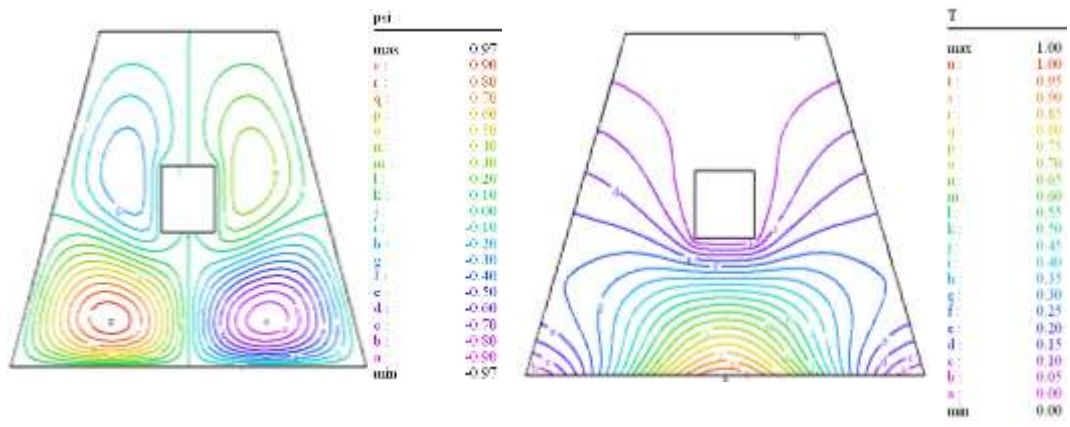 psi
max 0.97
0.90
r : 0.80
q : 0.70
p : 0.60
o : 0.50
n : 0.40
m : 0.30
l : 0.20
k : 0.10
j : 0.00
i : -0.10
h : -0.20
g : -0.30
f : -0.40
e : -0.50
d : -0.60
c : -0.70
b : -0.80
a : -0.90
min -0.97
T
max 1.00
u : 1.00
t : 0.95
s : 0.90
r : 0.85
q : 0.80
p : 0.75
o : 0.70
n : 0.65
m : 0.60
l : 0.55
k : 0.50
j : 0.45
i : 0.40
h : 0.35
g : 0.30
f : 0.25
e : 0.20
d : 0.15
c : 0.10
b : 0.05
a : 0.00
min 0.00